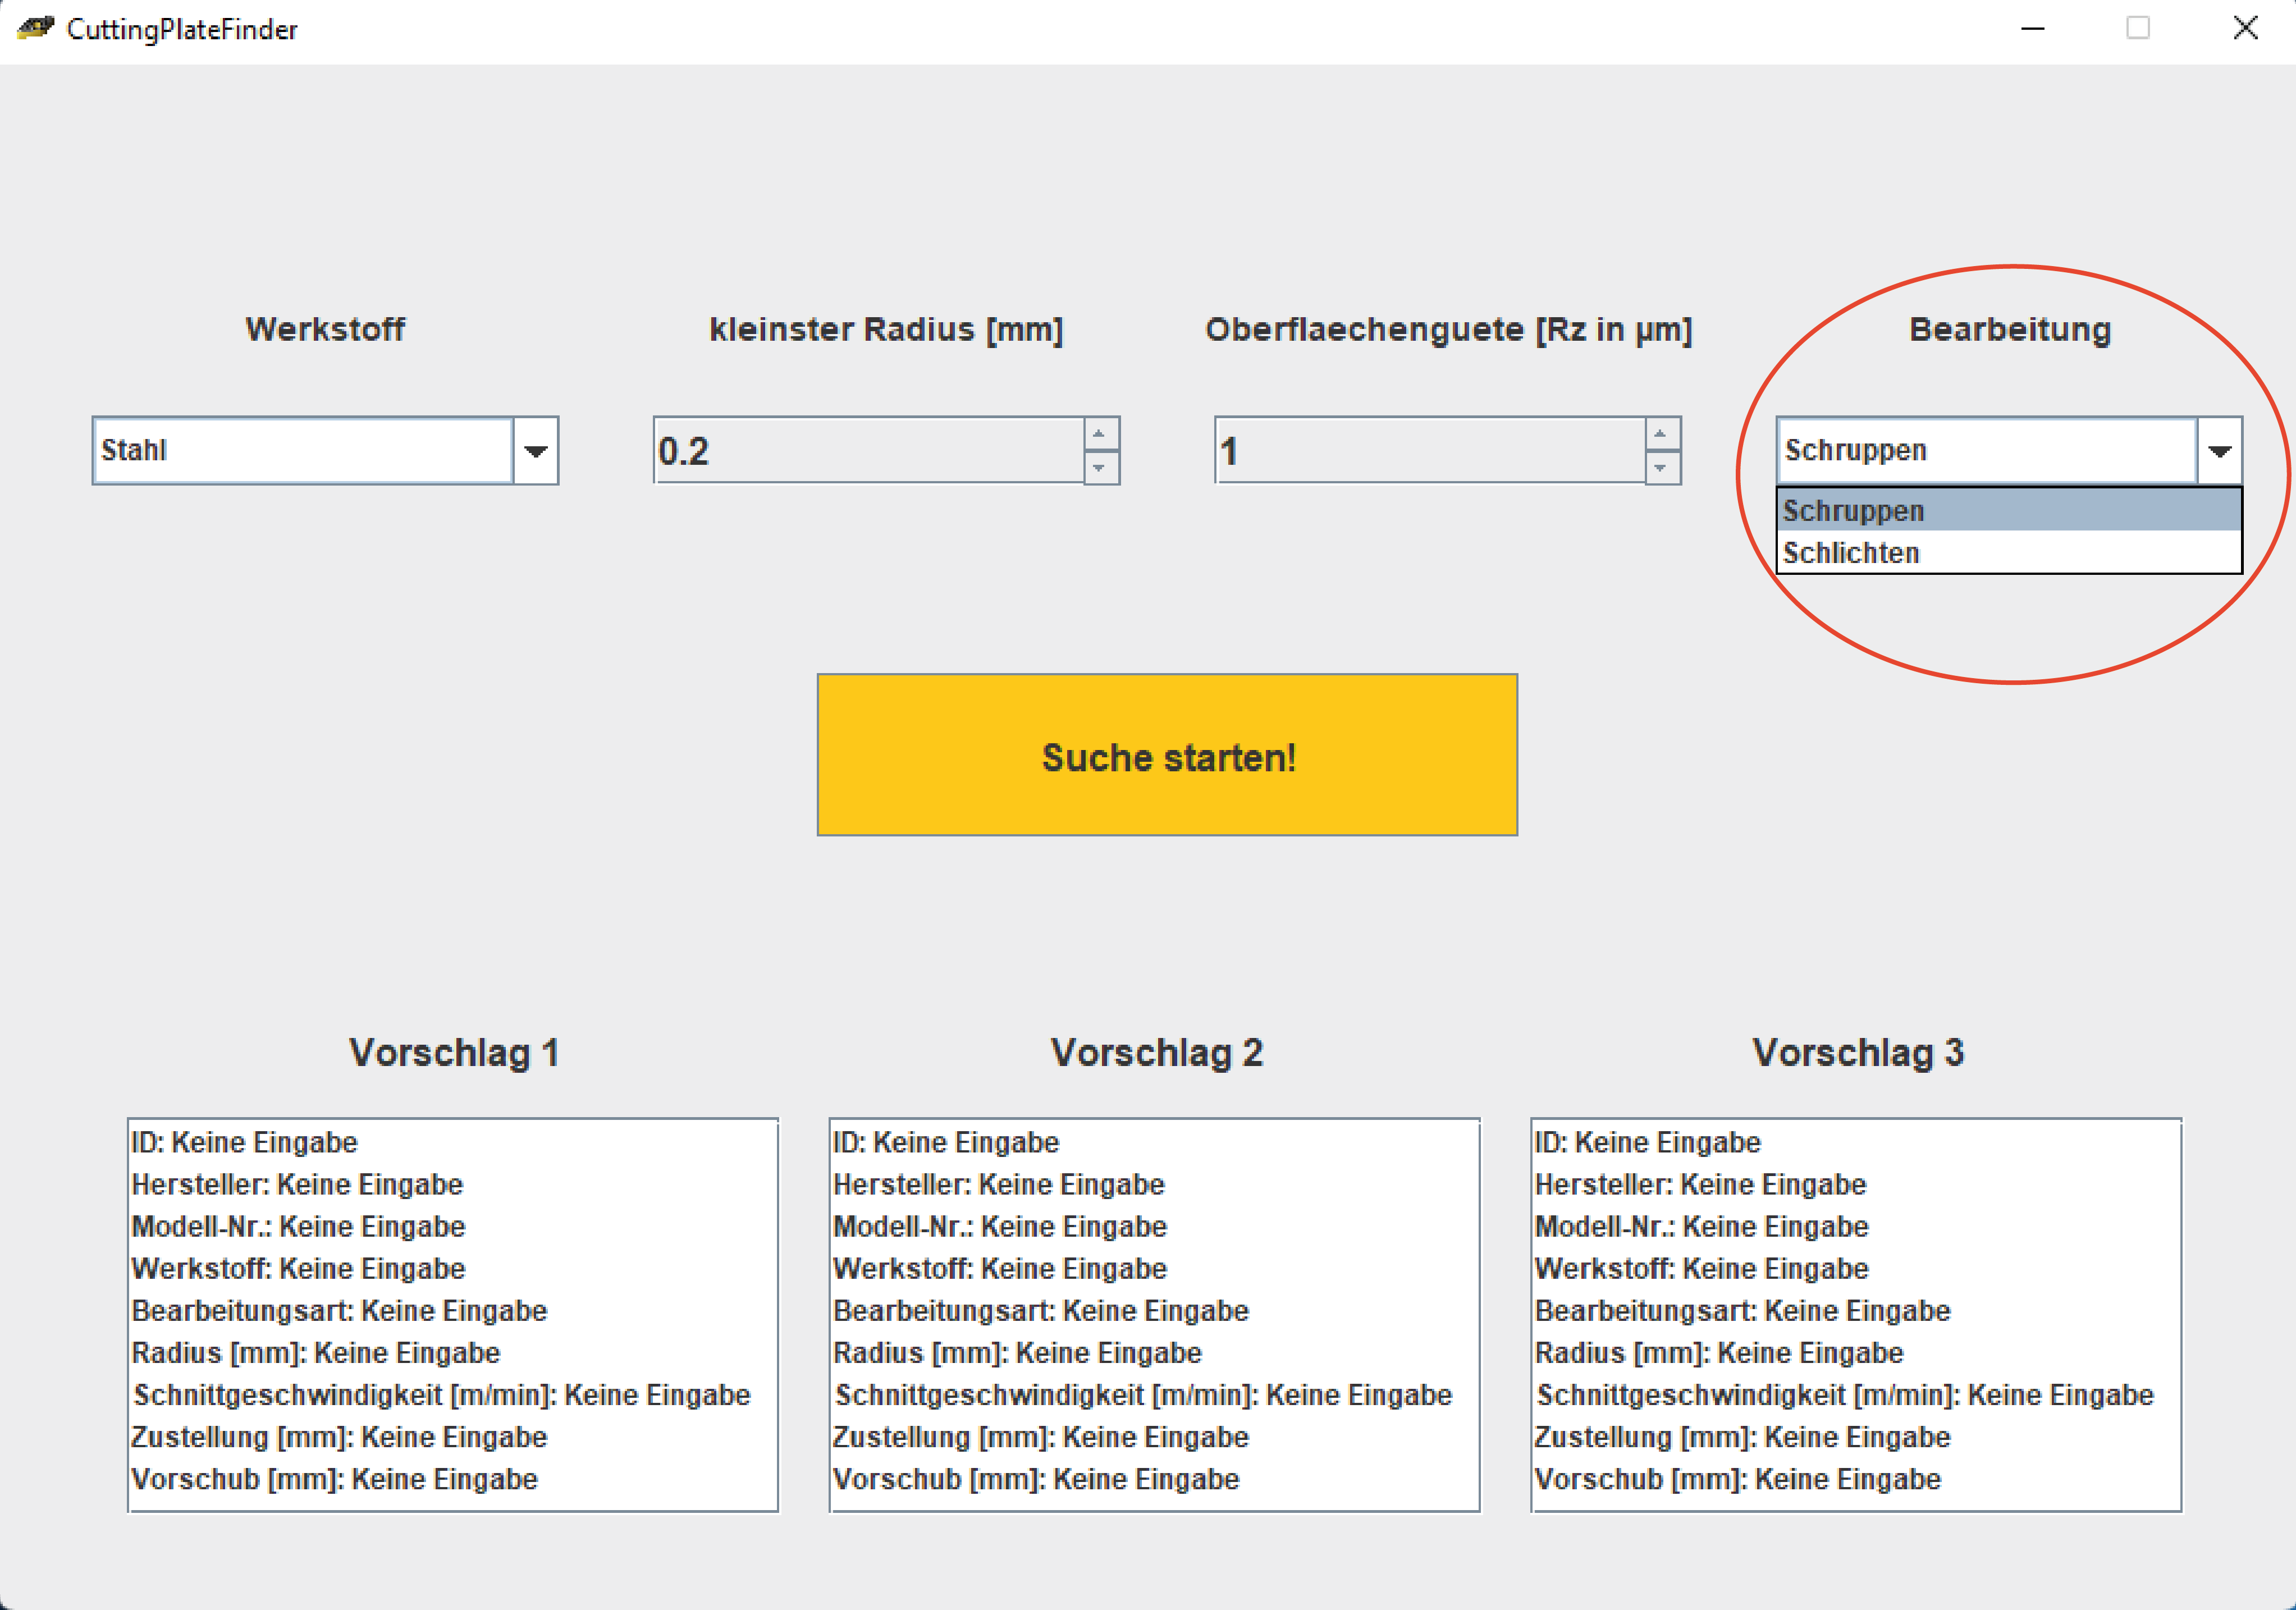 CuttingPlateFinder
Werkstoff
kleinster Radius [mm]
Oberflaechenguete [Rz in µm]
Bearbeitung
Stahl
0.2
1
Schruppen
Schruppen
Schlichten
Suche starten!
Vorschlag 1
ID: Keine Eingabe
Hersteller: Keine Eingabe
Modell-Nr.: Keine Eingabe
Werkstoff: Keine Eingabe
Bearbeitungsart: Keine Eingabe
Radius [mm]: Keine Eingabe
Schnittgeschwindigkeit [m/min]: Keine Eingabe
Zustellung [mm]: Keine Eingabe
Vorschub [mm]: Keine Eingabe
Vorschlag 2
ID: Keine Eingabe
Hersteller: Keine Eingabe
Modell-Nr.: Keine Eingabe
Werkstoff: Keine Eingabe
Bearbeitungsart: Keine Eingabe
Radius [mm]: Keine Eingabe
Schnittgeschwindigkeit [m/min]: Keine Eingabe
Zustellung [mm]: Keine Eingabe
Vorschub [mm]: Keine Eingabe
Vorschlag 3
ID: Keine Eingabe
Hersteller: Keine Eingabe
Modell-Nr.: Keine Eingabe
Werkstoff: Keine Eingabe
Bearbeitungsart: Keine Eingabe
Radius [mm]: Keine Eingabe
Schnittgeschwindigkeit [m/min]: Keine Eingabe
Zustellung [mm]: Keine Eingabe
Vorschub [mm]: Keine Eingabe